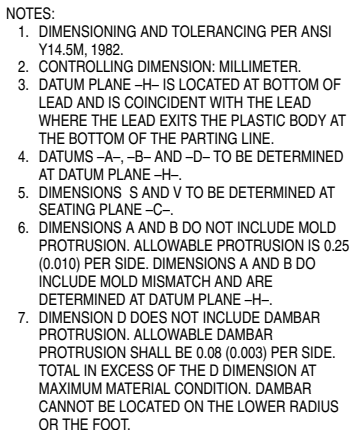 NOTES:
1. DIMENSIONING AND TOLERANCING PER ANSI
Y14.5M, 1982.
2. CONTROLLING DIMENSION: MILLIMETER.
3. DATUM PLANE –H– IS LOCATED AT BOTTOM OF
LEAD AND IS COINCIDENT WITH THE LEAD
WHERE THE LEAD EXITS THE PLASTIC BODY AT
THE BOTTOM OF THE PARTING LINE.
4. DATUMS –A–, –B– AND –D– TO BE DETERMINED
AT DATUM PLANE –H–.
5. DIMENSIONS S AND V TO BE DETERMINED AT
SEATING PLANE –C–.
6. DIMENSIONS A AND B DO NOT INCLUDE MOLD
PROTRUSION. ALLOWABLE PROTRUSION IS 0.25
(0.010) PER SIDE. DIMENSIONS A AND B DO
INCLUDE MOLD MISMATCH AND ARE
DETERMINED AT DATUM PLANE –H–.
7. DIMENSION D DOES NOT INCLUDE DAMBAR
PROTRUSION. ALLOWABLE DAMBAR
PROTRUSION SHALL BE 0.08 (0.003) PER SIDE.
TOTAL IN EXCESS OF THE D DIMENSION AT
MAXIMUM MATERIAL CONDITION. DAMBAR
CANNOT BE LOCATED ON THE LOWER RADIUS
OR THE FOOT.